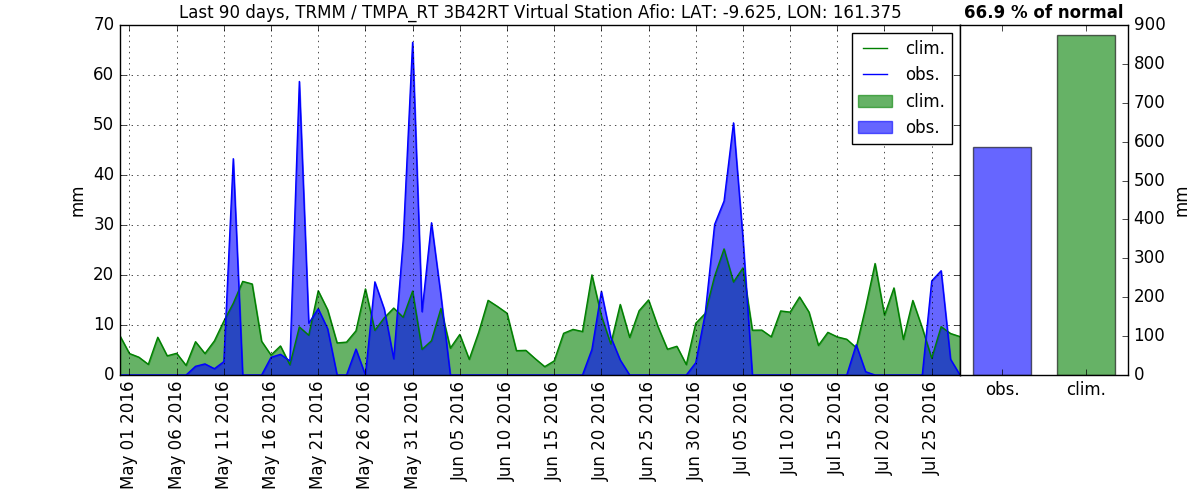 Last 90 days, TRMM / TMPA_RT 3B42RT Virtual Station Afio: LAT: -9.625, LON: 161.375
66.9 % of normal
70
60
50
40
30
20
10
0
mm
clim.
obs.
clim.
obs.
900
800
700
600
500
400
300
200
100
0
mm
May 01 2016
May 06 2016
May 11 2016
May 16 2016
May 21 2016
May 26 2016
May 31 2016
Jun 05 2016
Jun 10 2016
Jun 15 2016
Jun 20 2016
Jun 25 2016
Jun 30 2016
Jul 05 2016
Jul 10 2016
Jul 15 2016
Jul 20 2016
Jul 25 2016
obs.
clim.